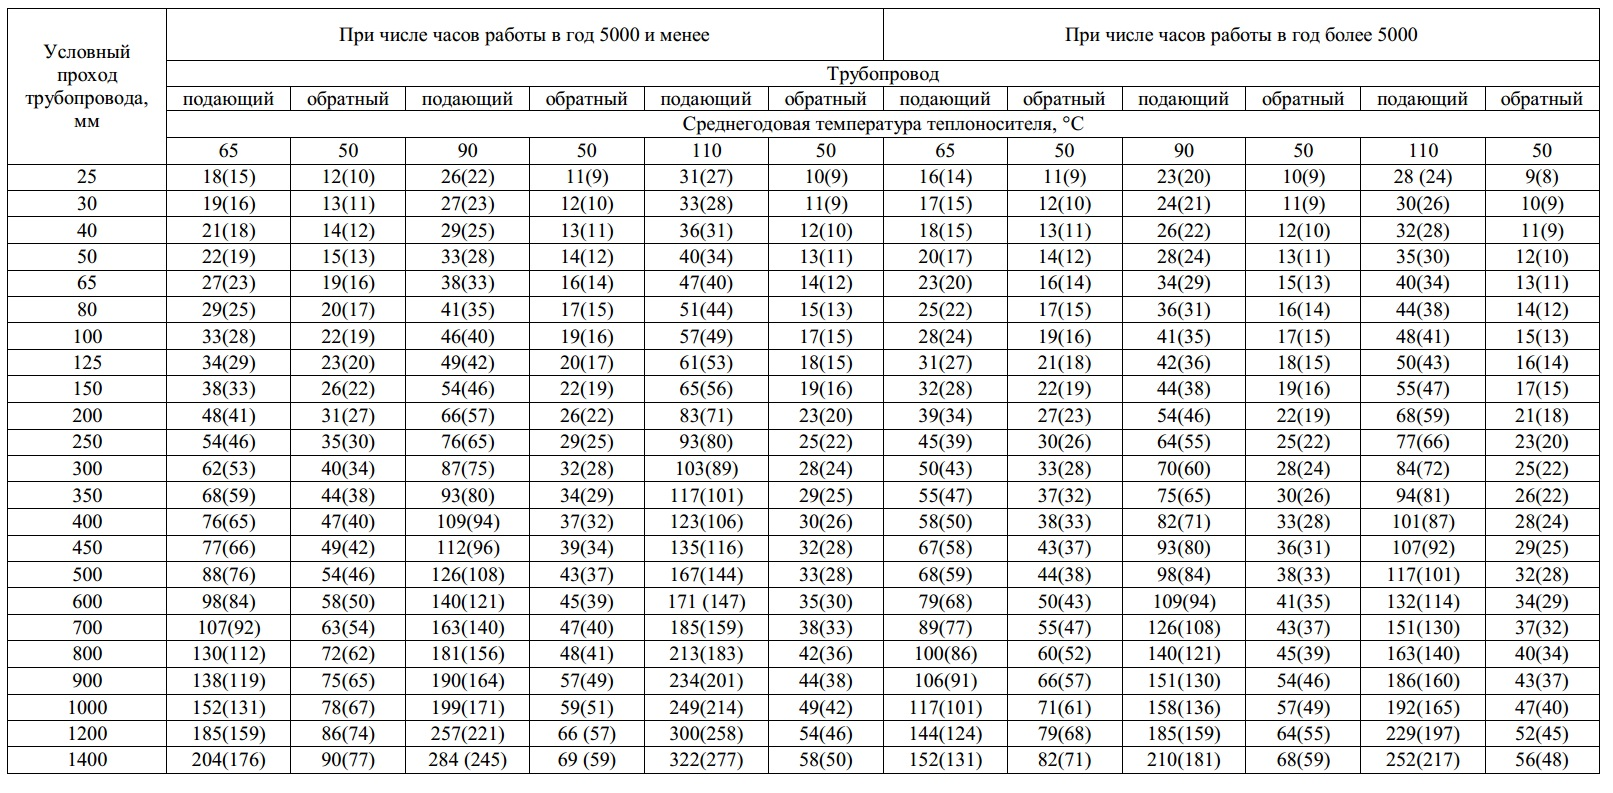 Условный
проход
трубопровода,
мм
При числе часов работы в год 5000 и менее При числе часов работы в год более 5000
Трубопровод
подающий обратный подающий обратный подающий обратный подающий обратный подающий обратный подающий обратный
Среднегодовая температура теплоносителя, °С
65 50 90 50 110 50 65 50 90 50 110 50
25 18(15) 12(10) 26(22) 11(9) 31(27) 10(9) 16(14) 11(9) 23(20) 10(9) 28 (24) 9(8)
30 19(16) 13(11) 27(23) 12(10) 33(28) 11(9) 17(15) 12(10) 24(21) 11(9) 30(26) 10(9)
40 21(18) 14(12) 29(25) 13(11) 36(31) 12(10) 18(15) 13(11) 26(22) 12(10) 32(28) 11(9)
50 22(19) 15(13) 33(28) 14(12) 40(34) 13(11) 20(17) 14(12) 28(24) 13(11) 35(30) 12(10)
65 27(23) 19(16) 38(33) 16(14) 47(40) 14(12) 23(20) 16(14) 34(29) 15(13) 40(34) 13(11)
80 29(25) 20(17) 41(35) 17(15) 51(44) 15(13) 25(22) 17(15) 36(31) 16(14) 44(38) 14(12)
100 33(28) 22(19) 46(40) 19(16) 57(49) 17(15) 28(24) 19(16) 41(35) 17(15) 48(41) 15(13)
125 34(29) 23(20) 49(42) 20(17) 61(53) 18(15) 31(27) 21(18) 42(36) 18(15) 50(43) 16(14)
150 38(33) 26(22) 54(46) 22(19) 65(56) 19(16) 32(28) 22(19) 44(38) 19(16) 55(47) 17(15)
200 48(41) 31(27) 66(57) 26(22) 83(71) 23(20) 39(34) 27(23) 54(46) 22(19) 68(59) 21(18)
250 54(46) 35(30) 76(65) 29(25) 93(80) 25(22) 45(39) 30(26) 64(55) 25(22) 77(66) 23(20)
300 62(53) 40(34) 87(75) 32(28) 103(89) 28(24) 50(43) 33(28) 70(60) 28(24) 84(72) 25(22)
350 68(59) 44(38) 93(80) 34(29) 117(101) 29(25) 55(47) 37(32) 75(65) 30(26) 94(81) 26(22)
400 76(65) 47(40) 109(94) 37(32) 123(106) 30(26) 58(50) 38(33) 82(71) 33(28) 101(87) 28(24)
450 77(66) 49(42) 112(96) 39(34) 135(116) 32(28) 67(58) 43(37) 93(80) 36(31) 107(92) 29(25)
500 88(76) 54(46) 126(108) 43(37) 167(144) 33(28) 68(59) 44(38) 98(84) 38(33) 117(101) 32(28)
600 98(84) 58(50) 140(121) 45(39) 171 (147) 35(30) 79(68) 50(43) 109(94) 41(35) 132(114) 34(29)
700 107(92) 63(54) 163(140) 47(40) 185(159) 38(33) 89(77) 55(47) 126(108) 43(37) 151(130) 37(32)
800 130(112) 72(62) 181(156) 48(41) 213(183) 42(36) 100(86) 60(52) 140(121) 45(39) 163(140) 40(34)
900 138(119) 75(65) 190(164) 57(49) 234(201) 44(38) 106(91) 66(57) 151(130) 54(46) 186(160) 43(37)
1000 152(131) 78(67) 199(171) 59(51) 249(214) 49(42) 117(101) 71(61) 158(136) 57(49) 192(165) 47(40)
1200 185(159) 86(74) 257(221) 66 (57) 300(258) 54(46) 144(124) 79(68) 185(159) 64(55) 229(197) 52(45)
1400 204(176) 90(77) 284 (245) 69 (59) 322(277) 58(50) 152(131) 82(71) 210(181) 68(59) 252(217) 56(48)